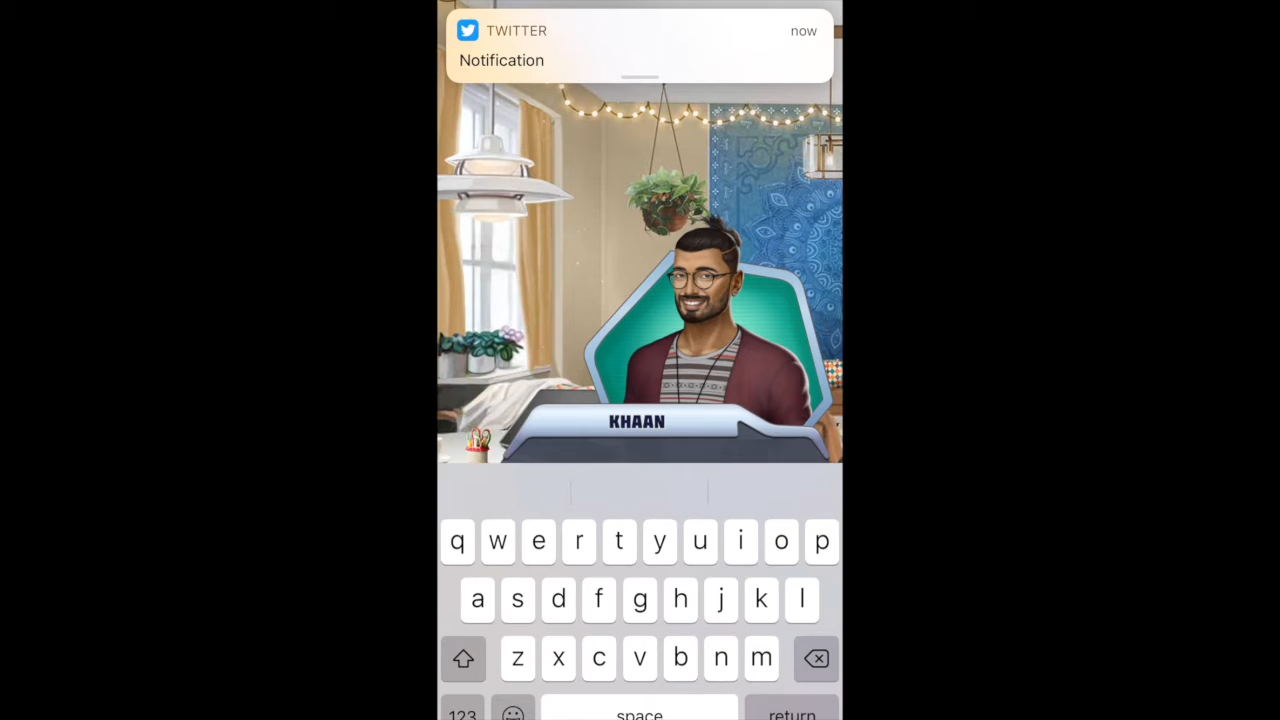 TWITTER now
Notification
KHAAN
q w e r t y u i o p
a s d f g h j k l
z x c v b n m
123 space return